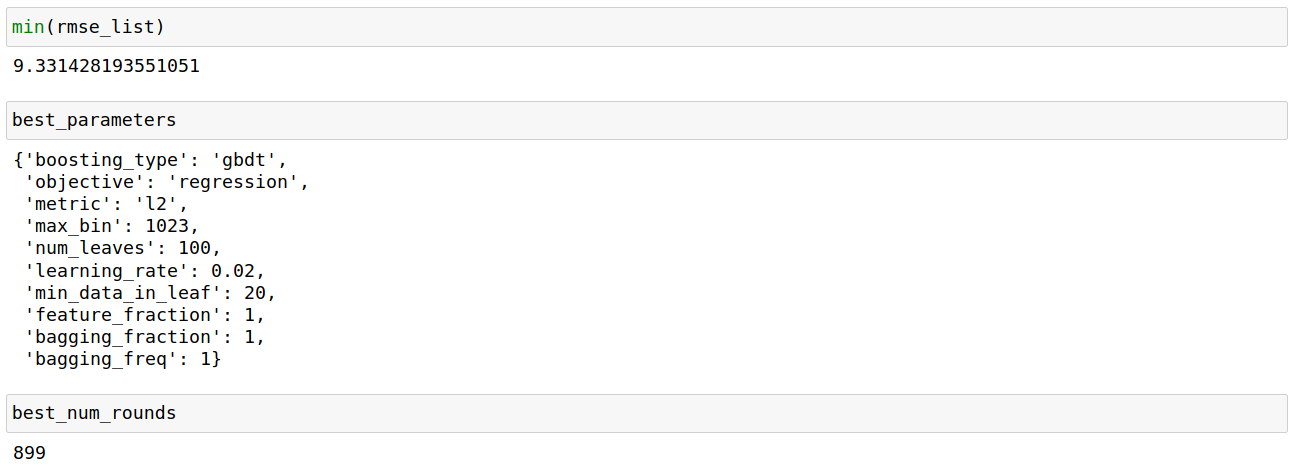 min(rmse_list)
9.331428193551051
best_parameters
{'boosting_type': 'gbdt',
 'objective': 'regression',
 'metric': 'l2',
 'max_bin': 1023,
 'num_leaves': 100,
 'learning_rate': 0.02,
 'min_data_in_leaf': 20,
 'feature_fraction': 1,
 'bagging_fraction': 1,
 'bagging_freq': 1}
best_num_rounds
899